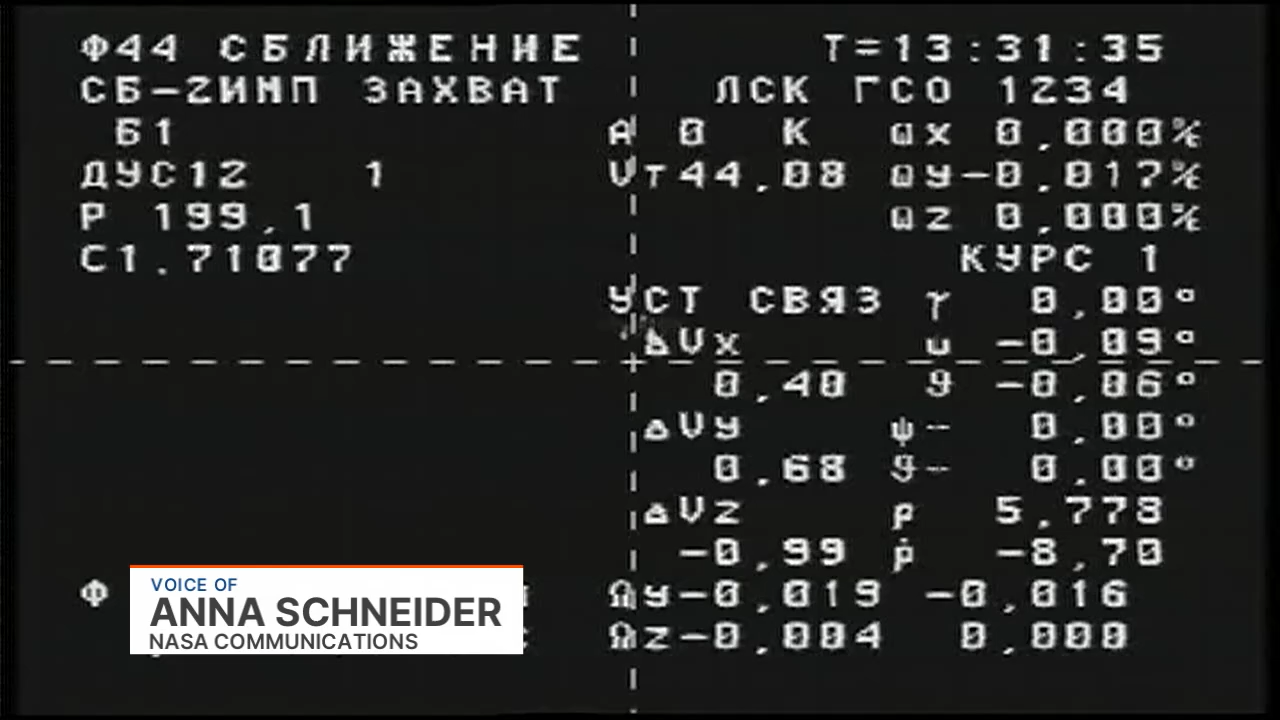 Ф44 СБЛИЖЕНИЕ T=13:31:35
СБ-2ИМП ЗАХВАТ ЛСК ГСО 1234
Б1 А 0 К ωx 0,000%
ДУС12 1 Vт44,08 ωy-0,017%
Р 199,1 ωz 0,000%
С1.71077 КУРС 1
УСТ СВЯЗ γ 0,00°
ΔVx u -0,09°
0,40 ϑ -0,06°
ΔVy ψ- 0,00°
0,68 ϑ- 0,00°
ΔVz ρ 5,778
-0,99 ρ̇ -8,70
Ф Ωy-0,019 -0,016
Ωz-0,004 0,000
VOICE OF
ANNA SCHNEIDER
NASA COMMUNICATIONS